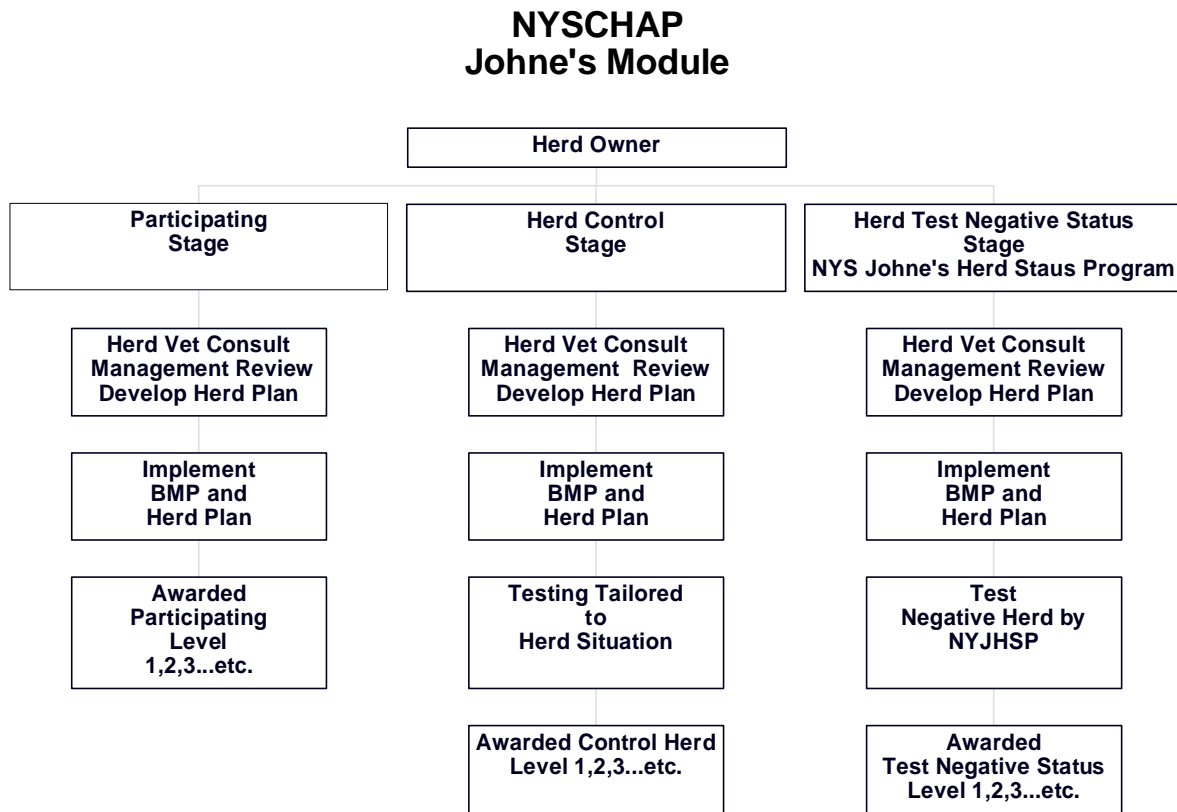 NYSCHAP
Johne's Module
Herd Owner
Participating
Stage
Herd Control
Stage
Herd Test Negative Status
Stage
NYS Johne's Herd Staus Program
Herd Vet Consult
Management Review
Develop Herd Plan
Herd Vet Consult
Management Review
Develop Herd Plan
Herd Vet Consult
Management Review
Develop Herd Plan
Implement
BMP and
Herd Plan
Implement
BMP and
Herd Plan
Implement
BMP and
Herd Plan
Awarded
Participating
Level
1,2,3...etc.
Testing Tailored
to
Herd Situation
Test
Negative Herd by
NYJHSP
Awarded Control Herd
Level 1,2,3...etc.
Awarded
Test Negative Status
Level 1,2,3...etc.